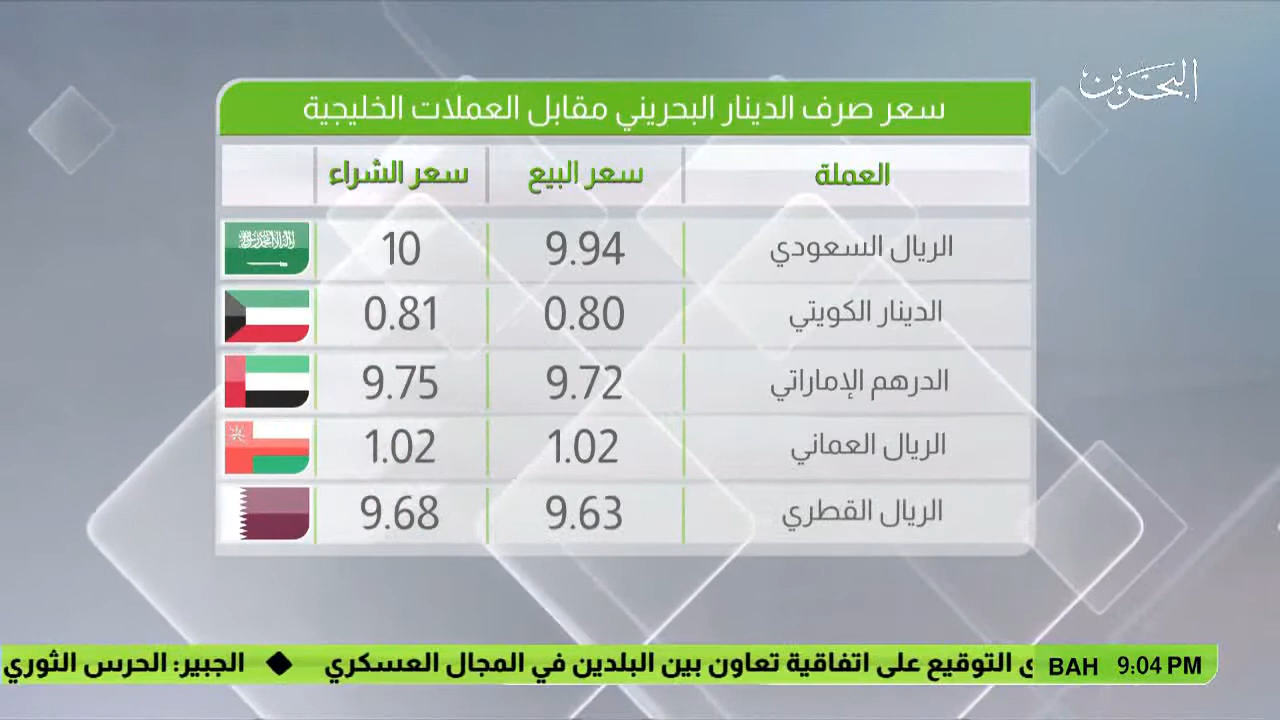 البحرين
سعر صرف الدينار البحريني مقابل العملات الخليجية
العملة سعر البيع سعر الشراء
الريال السعودي 9.94 10
الدينار الكويتي 0.80 0.81
الدرهم الإماراتي 9.72 9.75
الريال العماني 1.02 1.02
الريال القطري 9.63 9.68
BAH 9:04 PM
التوقيع على اتفاقية تعاون بين البلدين في المجال العسكري ◆ الجبير: الحرس الثوري